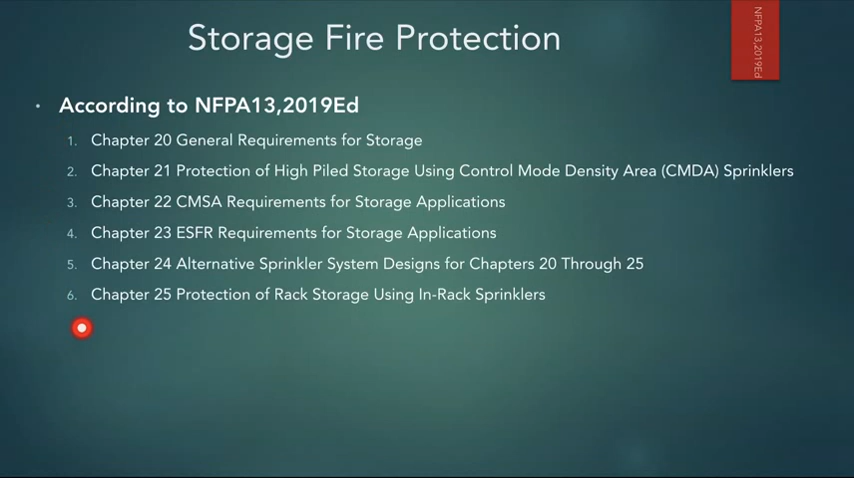 Storage Fire Protection
NFPA13,2019Ed
• According to NFPA13,2019Ed
1. Chapter 20 General Requirements for Storage
2. Chapter 21 Protection of High Piled Storage Using Control Mode Density Area (CMDA) Sprinklers
3. Chapter 22 CMSA Requirements for Storage Applications
4. Chapter 23 ESFR Requirements for Storage Applications
5. Chapter 24 Alternative Sprinkler System Designs for Chapters 20 Through 25
6. Chapter 25 Protection of Rack Storage Using In-Rack Sprinklers